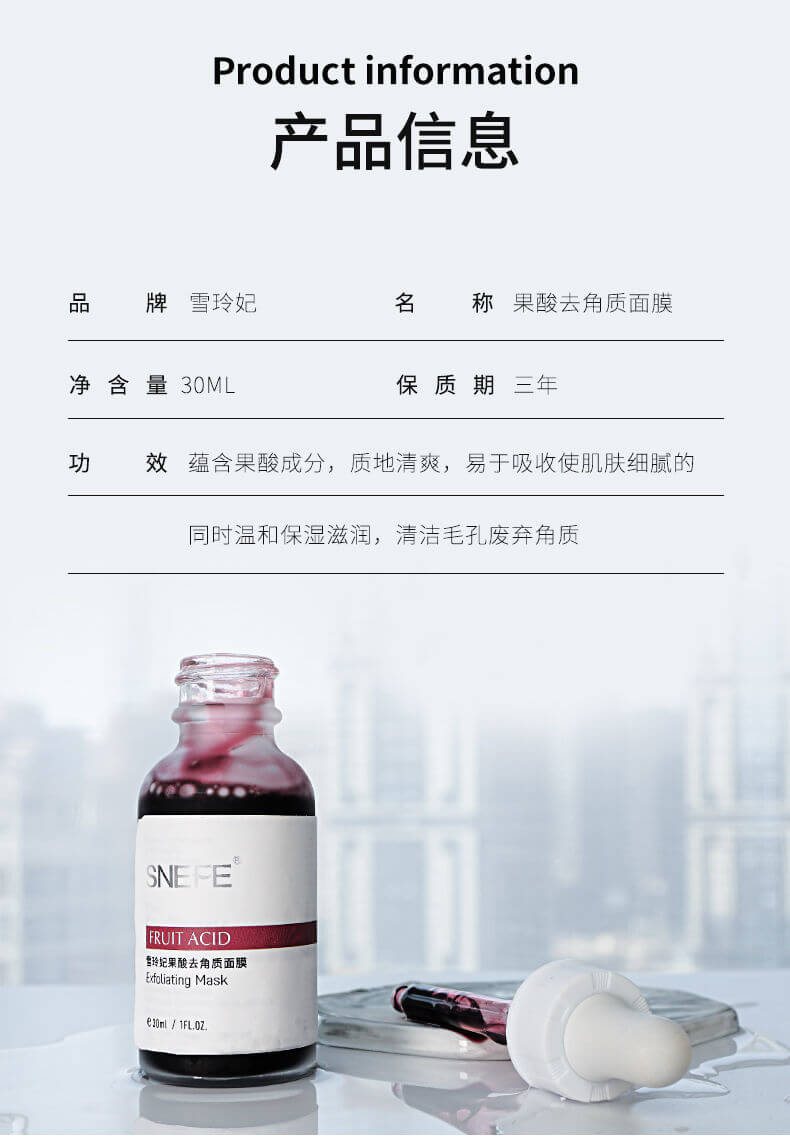 Product information
产品信息
品 牌 雪玲妃 名 称 果酸去角质面膜
净 含 量 30ML 保 质 期 三年
功 效 蕴含果酸成分，质地清爽，易于吸收使肌肤细腻的
同时温和保湿滋润，清洁毛孔废弃角质
SNEFE®
FRUIT ACID
雪玲妃果酸去角质面膜
Exfoliating Mask
℮30ml / 1FL.OZ.